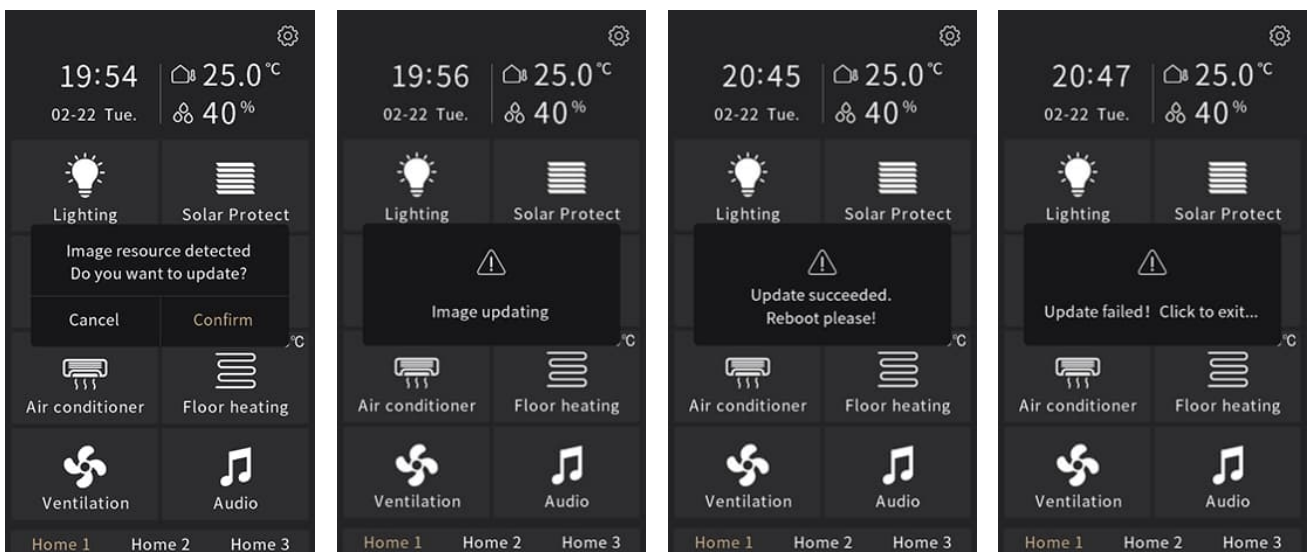 19:54
25.0°C
02-22 Tue.
40%
Lighting
Solar Protect
Image resource detected
Do you want to update?
Cancel
Confirm
°C
Air conditioner
Floor heating
Ventilation
Audio
Home 1
Home 2
Home 3
19:56
25.0°C
02-22 Tue.
40%
Lighting
Solar Protect
Image updating
°C
Air conditioner
Floor heating
Ventilation
Audio
Home 1
Home 2
Home 3
20:45
25.0°C
02-22 Tue.
40%
Lighting
Solar Protect
Update succeeded.
Reboot please!
°C
Air conditioner
Floor heating
Ventilation
Audio
Home 1
Home 2
Home 3
20:47
25.0°C
02-22 Tue.
40%
Lighting
Solar Protect
Update failed! Click to exit...
°C
Air conditioner
Floor heating
Ventilation
Audio
Home 1
Home 2
Home 3